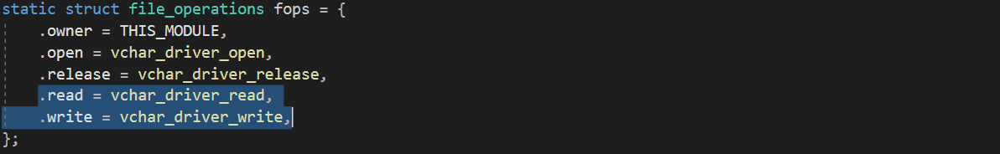 static struct file_operations fops = {
    .owner = THIS_MODULE,
    .open = vchar_driver_open,
    .release = vchar_driver_release,
    .read = vchar_driver_read,
    .write = vchar_driver_write,
};